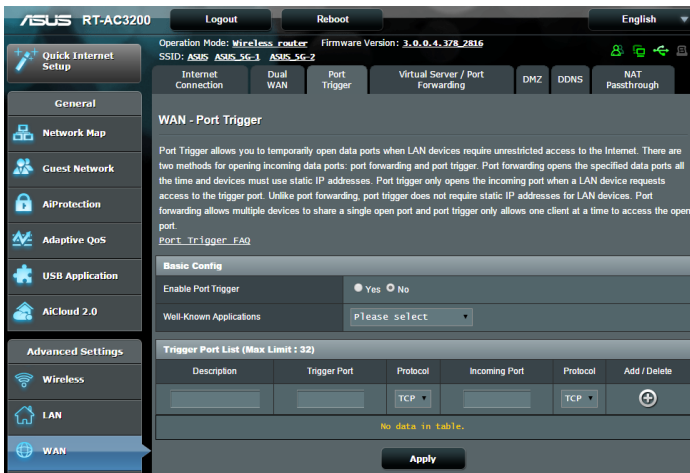 ASUS RT-AC3200 Logout Reboot English
Quick Internet Setup
Operation Mode: Wireless router Firmware Version: 3.0.0.4.378_2816
SSID: ASUS ASUS_5G-1 ASUS_5G-2
Internet Connection Dual WAN Port Trigger Virtual Server / Port Forwarding DMZ DDNS NAT Passthrough
General
Network Map
Guest Network
AiProtection
Adaptive QoS
USB Application
AiCloud 2.0
Advanced Settings
Wireless
LAN
WAN
WAN - Port Trigger
Port Trigger allows you to temporarily open data ports when LAN devices require unrestricted access to the Internet. There are
two methods for opening incoming data ports: port forwarding and port trigger. Port forwarding opens the specified data ports all
the time and devices must use static IP addresses. Port trigger only opens the incoming port when a LAN device requests
access to the trigger port. Unlike port forwarding, port trigger does not require static IP addresses for LAN devices. Port
forwarding allows multiple devices to share a single open port and port trigger only allows one client at a time to access the open
port.
Port Trigger FAQ
Basic Config
Enable Port Trigger Yes No
Well-Known Applications Please select
Trigger Port List (Max Limit : 32)
Description Trigger Port Protocol Incoming Port Protocol Add / Delete
TCP TCP
No data in table.
Apply